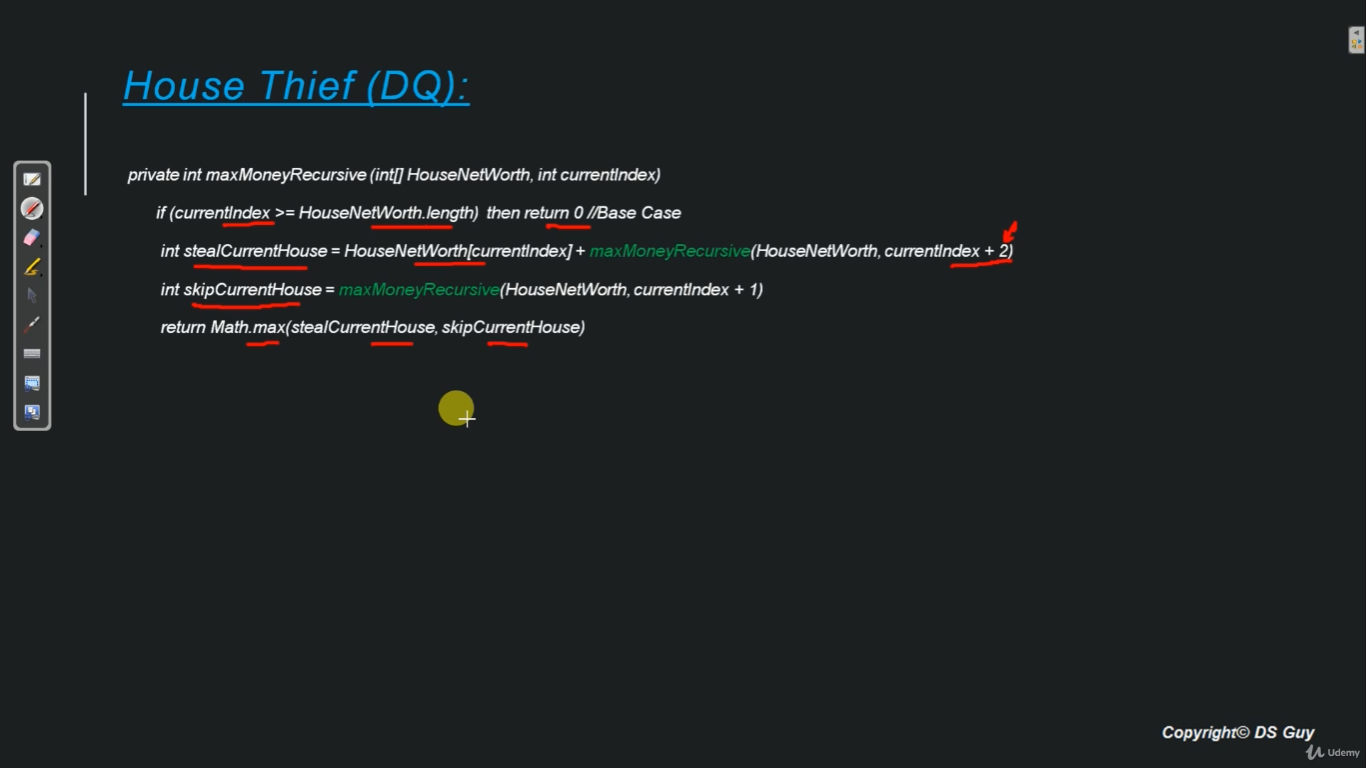 House Thief (DQ):
private int maxMoneyRecursive (int[] HouseNetWorth, int currentIndex)
if (currentIndex >= HouseNetWorth.length) then return 0 //Base Case
int stealCurrentHouse = HouseNetWorth[currentIndex] + maxMoneyRecursive(HouseNetWorth, currentIndex + 2)
int skipCurrentHouse = maxMoneyRecursive(HouseNetWorth, currentIndex + 1)
return Math.max(stealCurrentHouse, skipCurrentHouse)
Copyright© DS Guy
Udemy